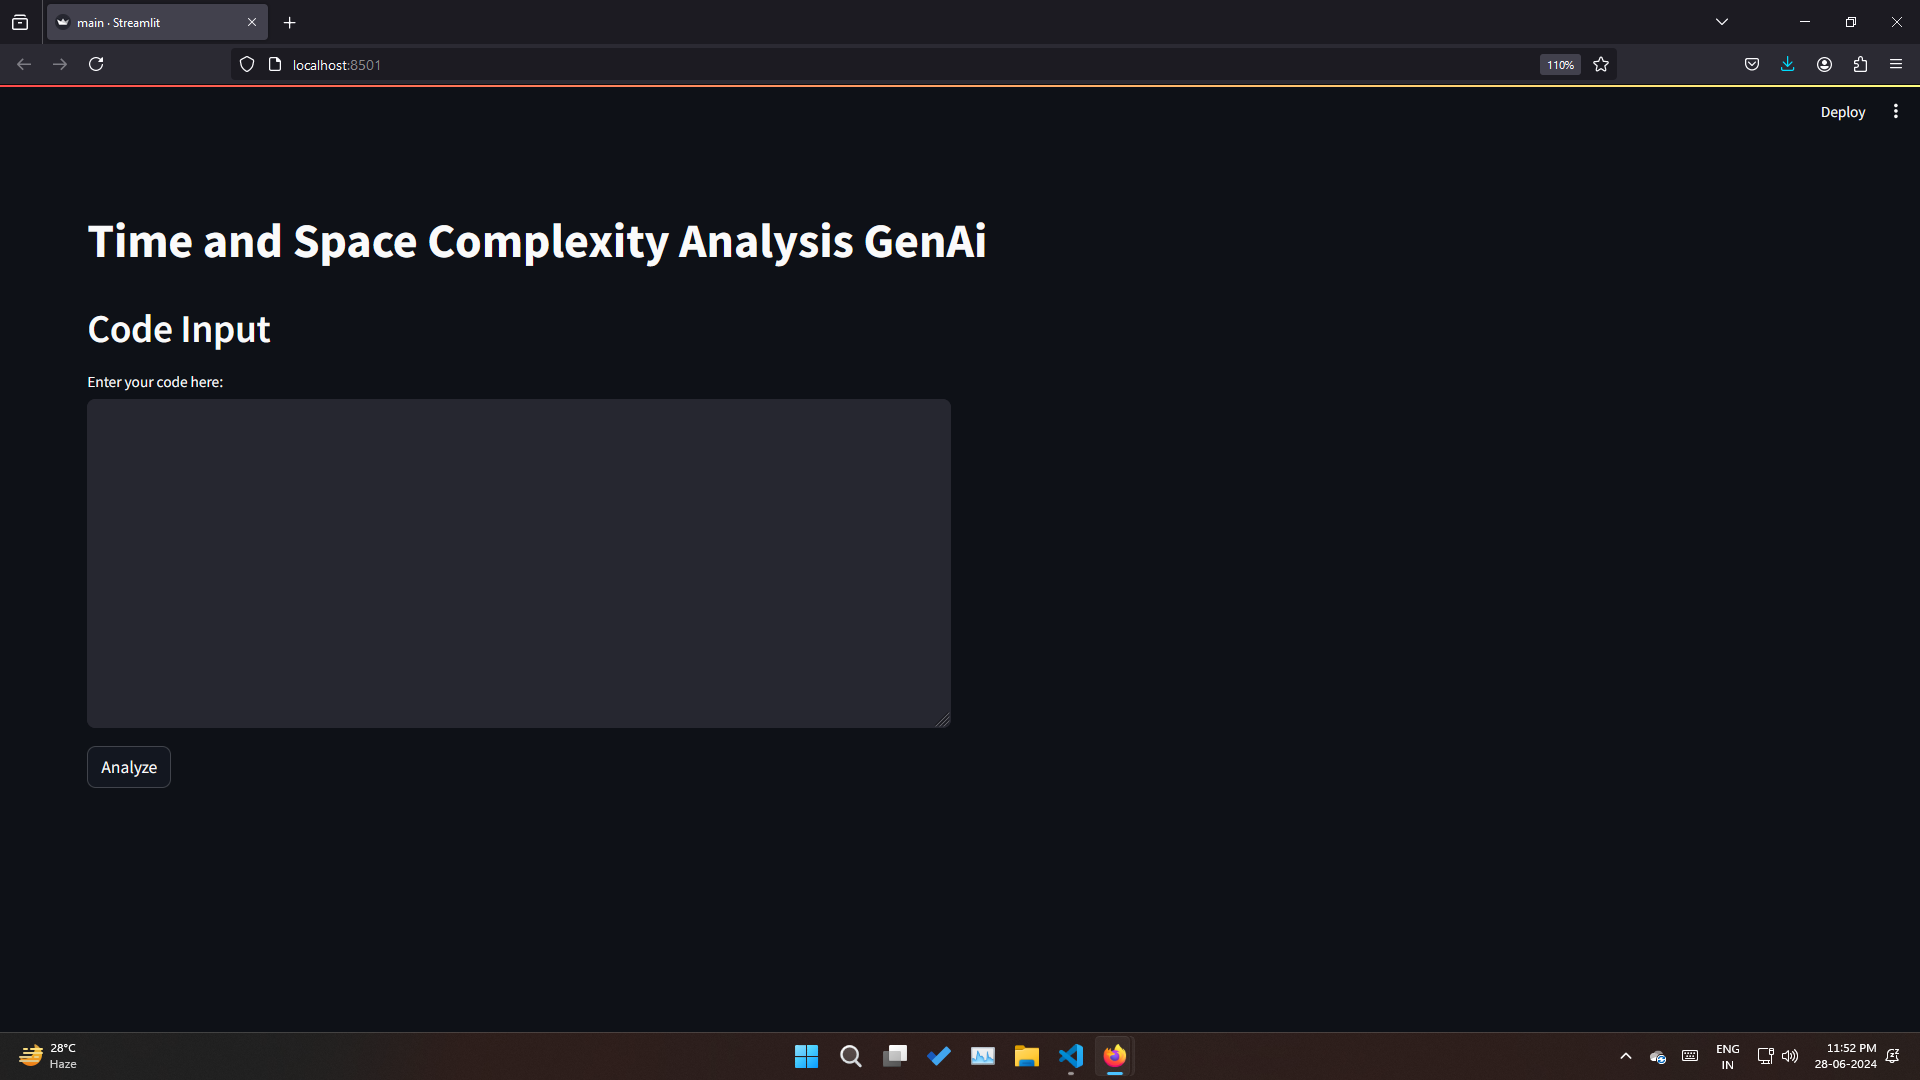 main · Streamlit
localhost:8501
110%
Deploy
Time and Space Complexity Analysis GenAi
Code Input
Enter your code here:
Analyze
28°C
Haze
ENG
IN
11:52 PM
28-06-2024